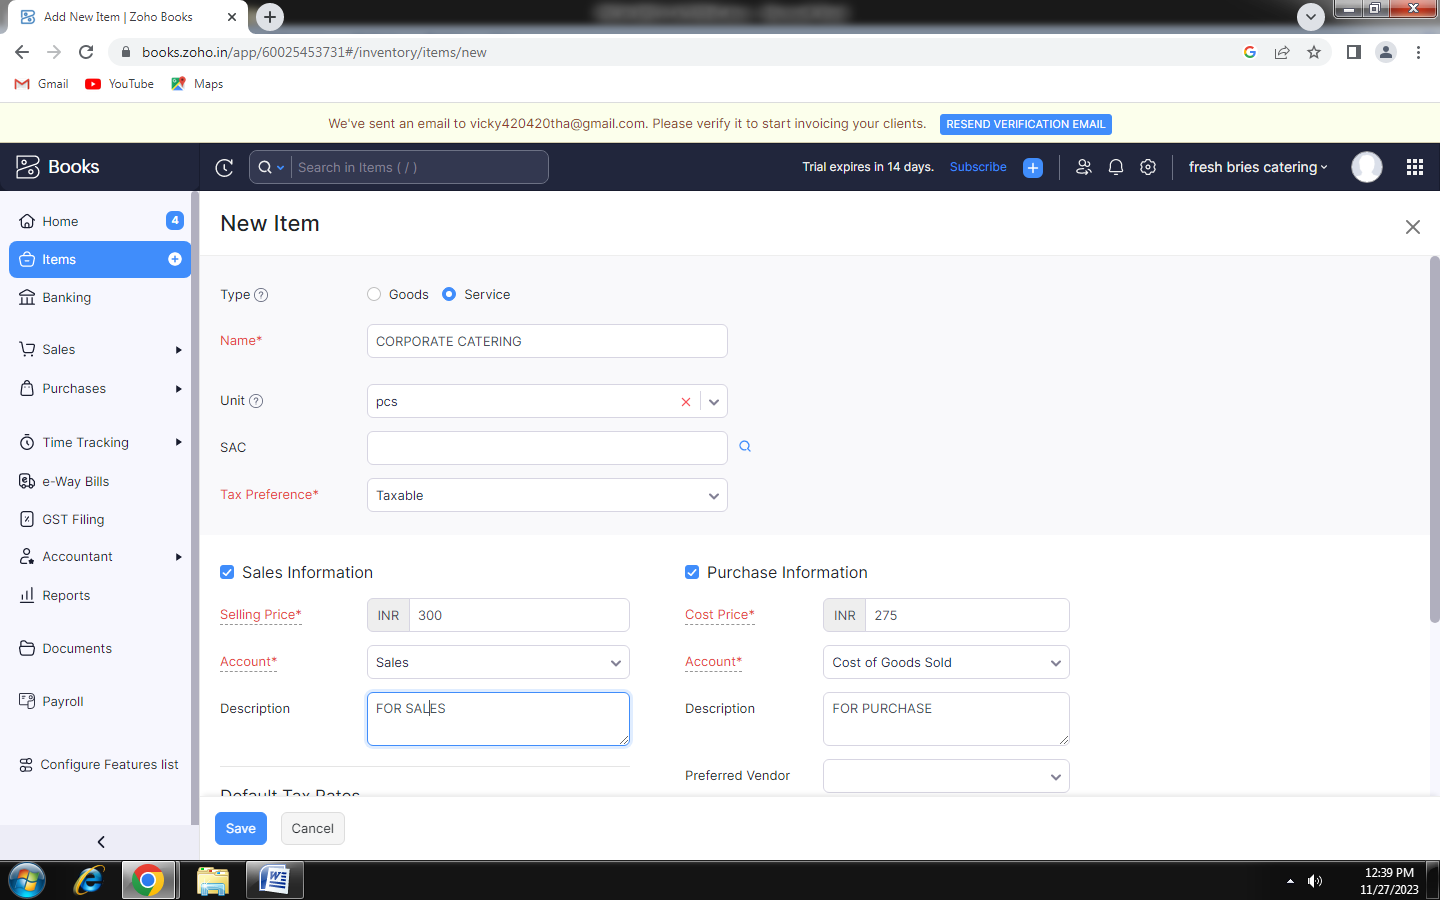 Add New Item | Zoho Books
books.zoho.in/app/60025453731#/inventory/items/new
Gmail YouTube Maps
We've sent an email to vicky420420tha@gmail.com. Please verify it to start invoicing your clients. RESEND VERIFICATION EMAIL
Books Search in Items ( / ) Trial expires in 14 days. Subscribe fresh bries catering
Home 4
Items
Banking
Sales
Purchases
Time Tracking
e-Way Bills
GST Filing
Accountant
Reports
Documents
Payroll
Configure Features list
New Item
Type Goods Service
Name* CORPORATE CATERING
Unit pcs
SAC
Tax Preference* Taxable
Sales Information
Selling Price* INR 300
Account* Sales
Description FOR SALES
Purchase Information
Cost Price* INR 275
Account* Cost of Goods Sold
Description FOR PURCHASE
Preferred Vendor
Default Tax Rates
Save Cancel
12:39 PM
11/27/2023